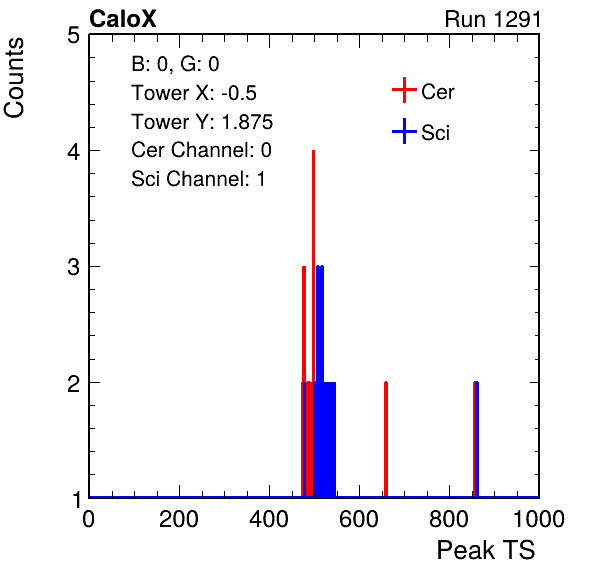 CaloX Run 1291
Counts
B: 0, G: 0
Tower X: -0.5
Tower Y: 1.875
Cer Channel: 0
Sci Channel: 1
Cer
Sci
5
4
3
2
1
0 200 400 600 800 1000
Peak TS